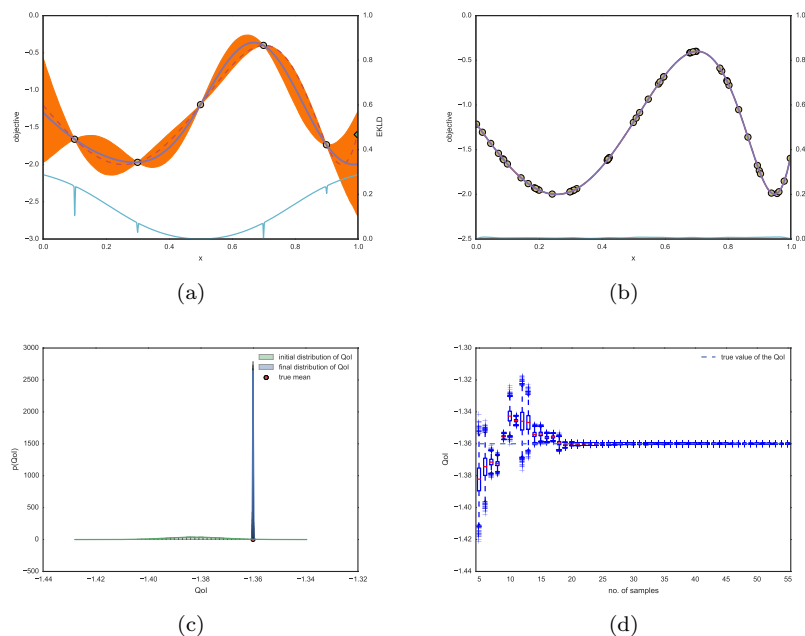 0.0
−0.5
−1.0
−1.5
−2.0
−2.5
−3.0
objective
0.0 0.2 0.4 0.6 0.8 1.0
x
1.0
0.8
0.6
0.4
0.2
0.0
EKLD
(a)
0.0
−0.5
−1.0
−1.5
−2.0
−2.5
objective
0.0 0.2 0.4 0.6 0.8 1.0
x
1.0
0.8
0.6
0.4
0.2
0.0
(b)
3000
2500
2000
1500
1000
500
0
−500
p(QoI)
initial distribution of QoI
final distribution of QoI
true mean
−1.44 −1.42 −1.40 −1.38 −1.36 −1.34 −1.32
QoI
(c)
−1.30
−1.32
−1.34
−1.36
−1.38
−1.40
−1.42
−1.44
QoI
true value of the QoI
5 10 15 20 25 30 35 40 45 50 55
no. of samples
(d)